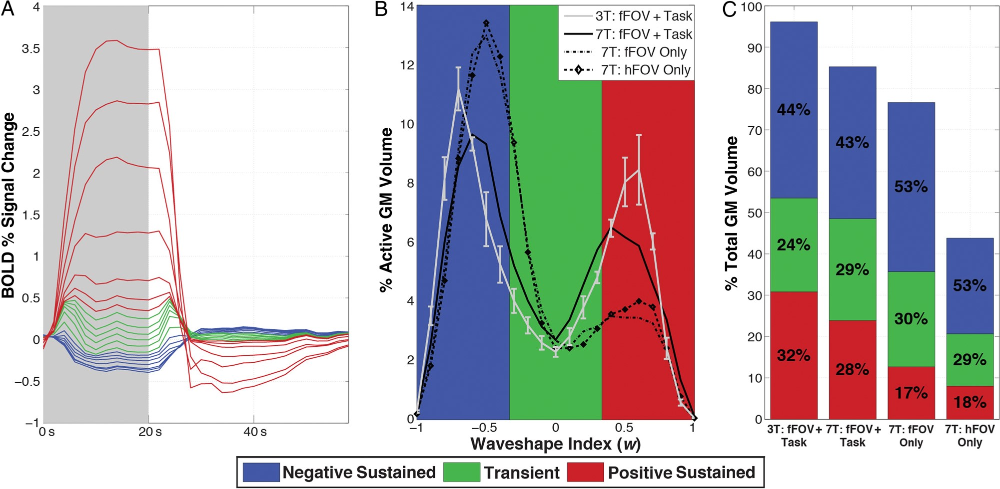 A
BOLD % Signal Change
4
3.5
3
2.5
2
1.5
1
0.5
0
−0.5
−1
0 s
20 s
40 s
B
% Active GM Volume
14
12
10
8
6
4
2
0
3T: fFOV + Task
7T: fFOV + Task
7T: fFOV Only
7T: hFOV Only
−1
−0.5
0
0.5
1
Waveshape Index (w)
C
% Total GM Volume
100
90
80
70
60
50
40
30
20
10
0
44%
24%
32%
43%
29%
28%
53%
30%
17%
53%
29%
18%
3T: fFOV +
Task
7T: fFOV +
Task
7T: fFOV
Only
7T: hFOV
Only
Negative Sustained
Transient
Positive Sustained